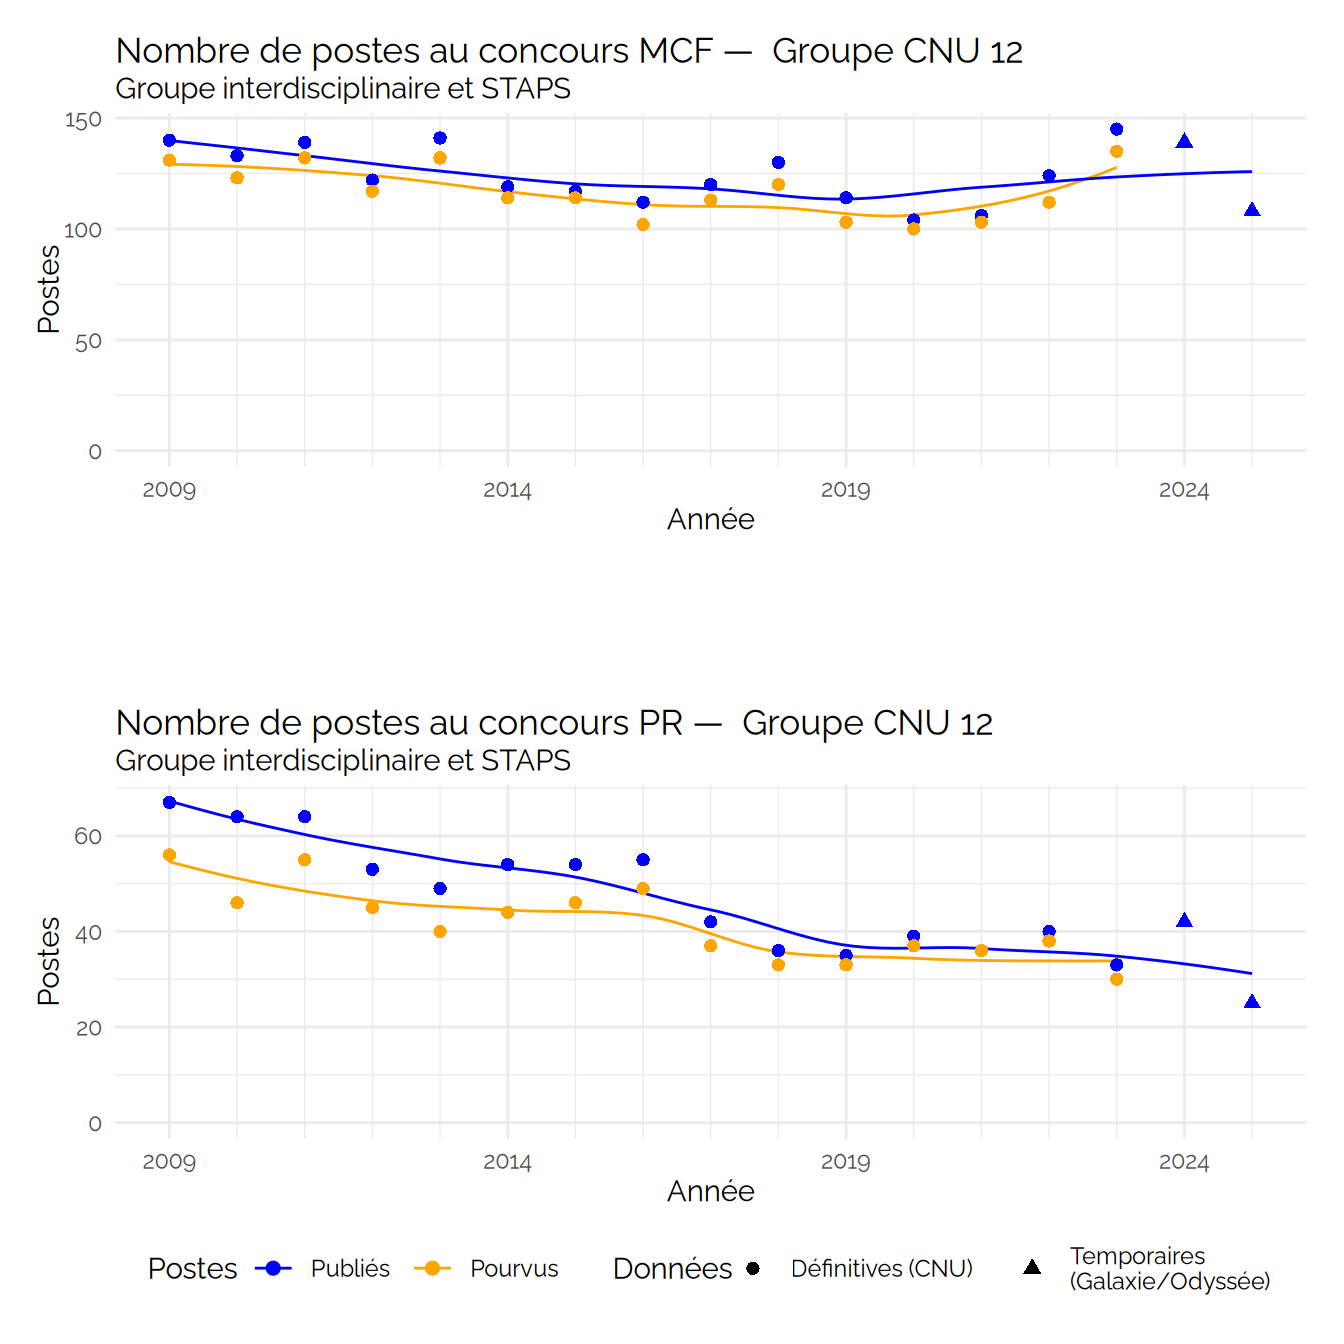 Nombre de postes au concours MCF —  Groupe CNU 12
Groupe interdisciplinaire et STAPS
150
100
50
0
Postes
2009 2014 2019 2024
Année
Nombre de postes au concours PR —  Groupe CNU 12
Groupe interdisciplinaire et STAPS
60
40
20
0
Postes
2009 2014 2019 2024
Année
Postes Publiés Pourvus Données Définitives (CNU) Temporaires
(Galaxie/Odyssée)